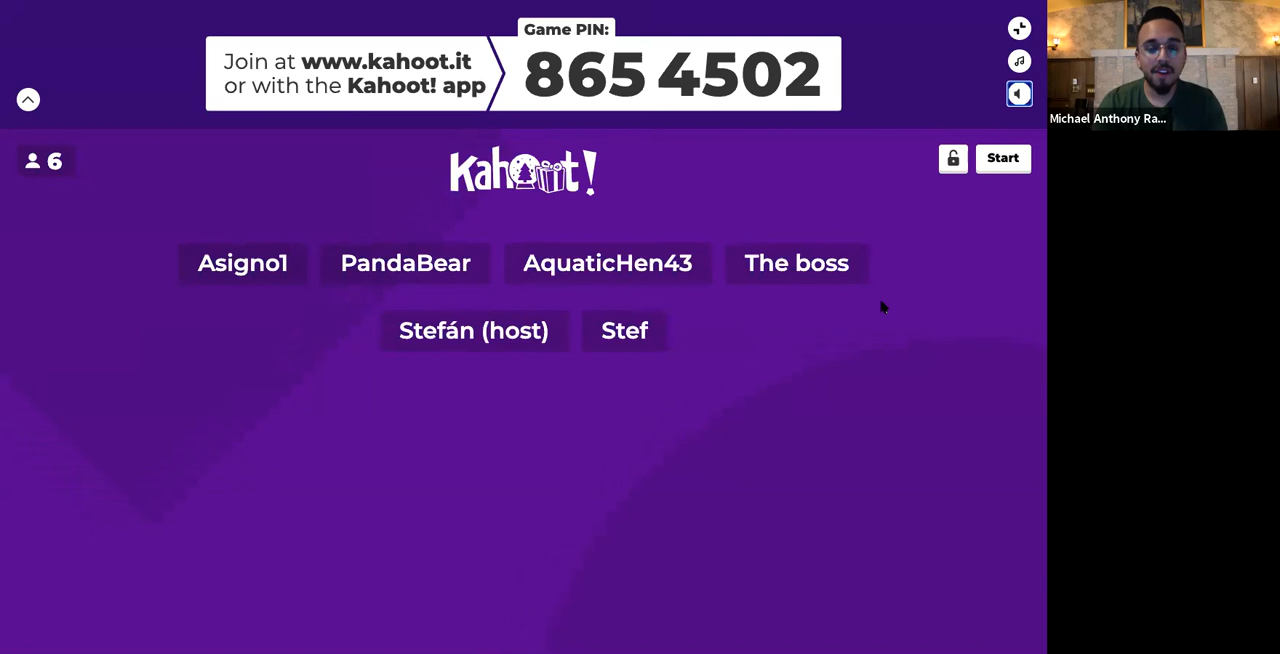 Game PIN:
Join at www.kahoot.it
or with the Kahoot! app
865 4502
Michael Anthony Ra...
6
Kahoot!
Start
Asigno1 PandaBear AquaticHen43 The boss
Stefán (host) Stef